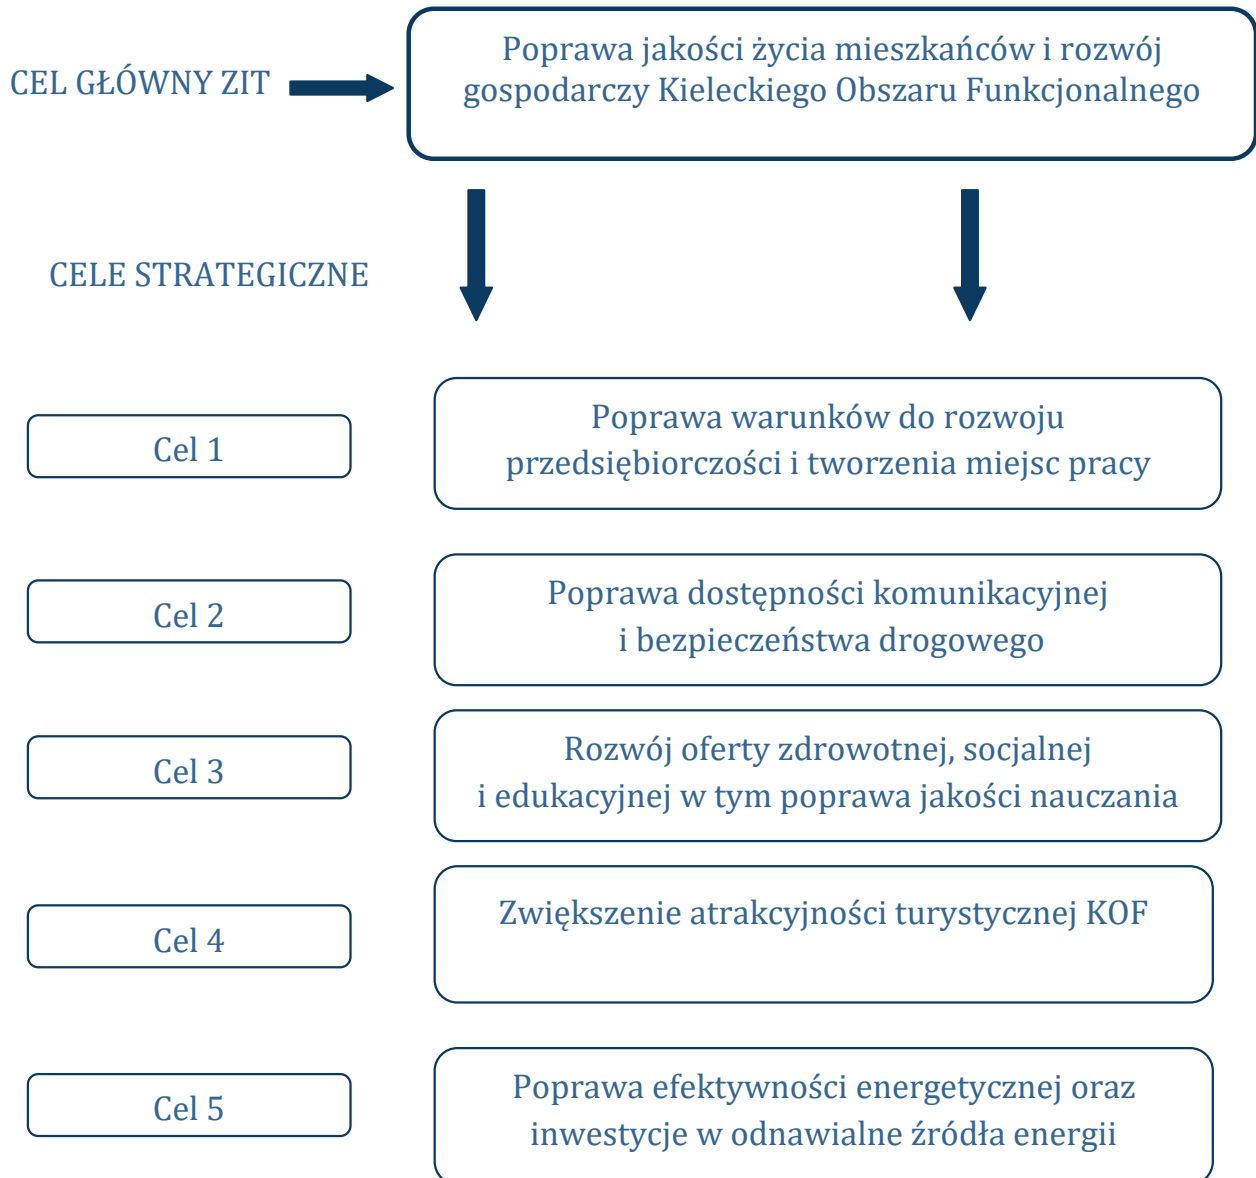 CEL GŁÓWNY ZIT
Poprawa jakości życia mieszkańców i rozwój
gospodarczy Kieleckiego Obszaru Funkcjonalnego
CELE STRATEGICZNE
Cel 1
Poprawa warunków do rozwoju
przedsiębiorczości i tworzenia miejsc pracy
Cel 2
Poprawa dostępności komunikacyjnej
i bezpieczeństwa drogowego
Cel 3
Rozwój oferty zdrowotnej, socjalnej
i edukacyjnej w tym poprawa jakości nauczania
Cel 4
Zwiększenie atrakcyjności turystycznej KOF
Cel 5
Poprawa efektywności energetycznej oraz
inwestycje w odnawialne źródła energii